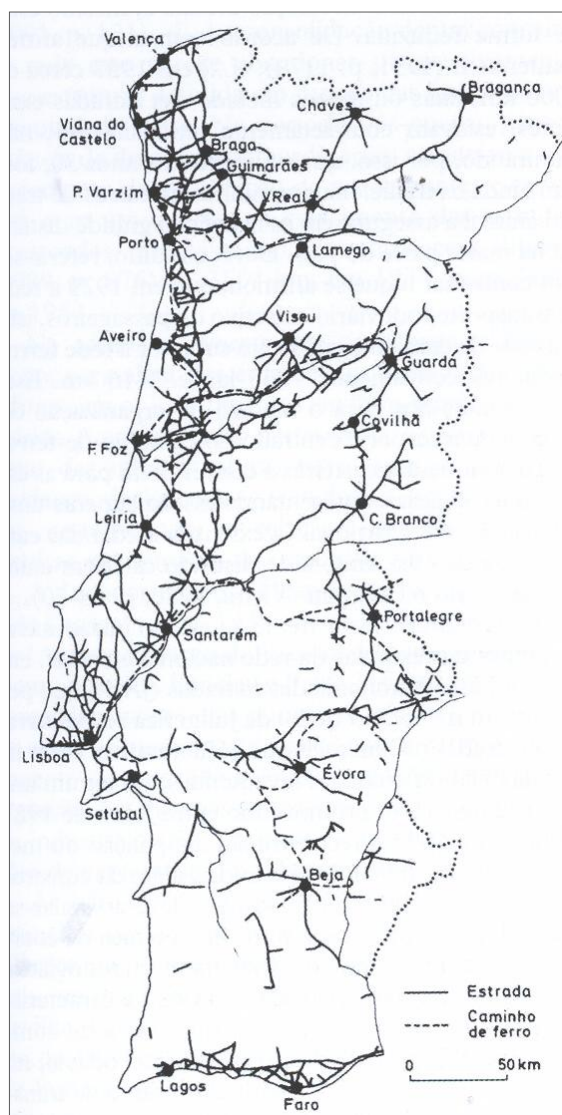 Valença
Bragança
Chaves
Viana do
Castelo
Braga
Guimarães
P. Varzim
V. Real
Porto
Lamego
Viseu
Aveiro
Guarda
Covilhã
F. Foz
C. Branco
Leiria
Portalegre
Santarém
Lisboa
Évora
Setúbal
Beja
Estrada
Caminho
de ferro
0 50 km
Lagos
Faro